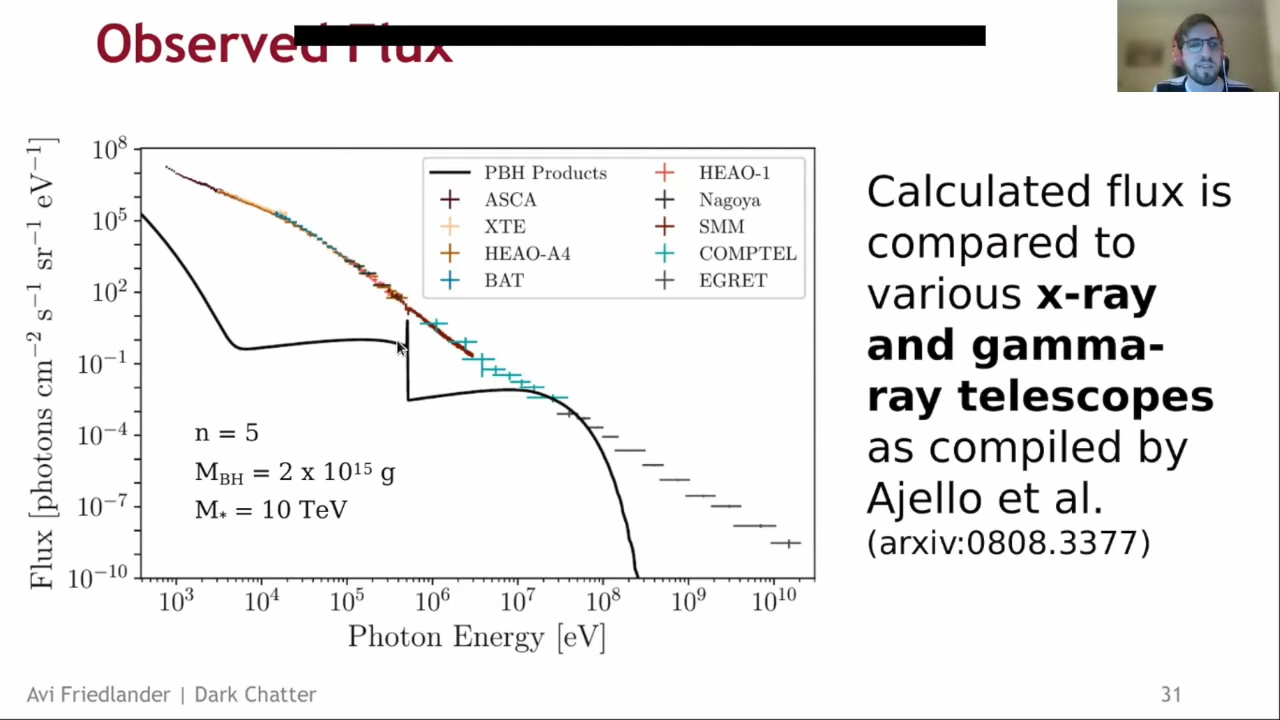 Observed Flux
Flux [photons cm⁻² s⁻¹ sr⁻¹ eV⁻¹]
10⁸
10⁵
10²
10⁻¹
10⁻⁴
10⁻⁷
10⁻¹⁰
PBH Products
ASCA
XTE
HEAO-A4
BAT
HEAO-1
Nagoya
SMM
COMPTEL
EGRET
n = 5
M_BH = 2 x 10¹⁵ g
M_* = 10 TeV
10³ 10⁴ 10⁵ 10⁶ 10⁷ 10⁸ 10⁹ 10¹⁰
Photon Energy [eV]
Calculated flux is
compared to
various x-ray
and gamma-
ray telescopes
as compiled by
Ajello et al.
(arxiv:0808.3377)
Avi Friedlander | Dark Chatter
31